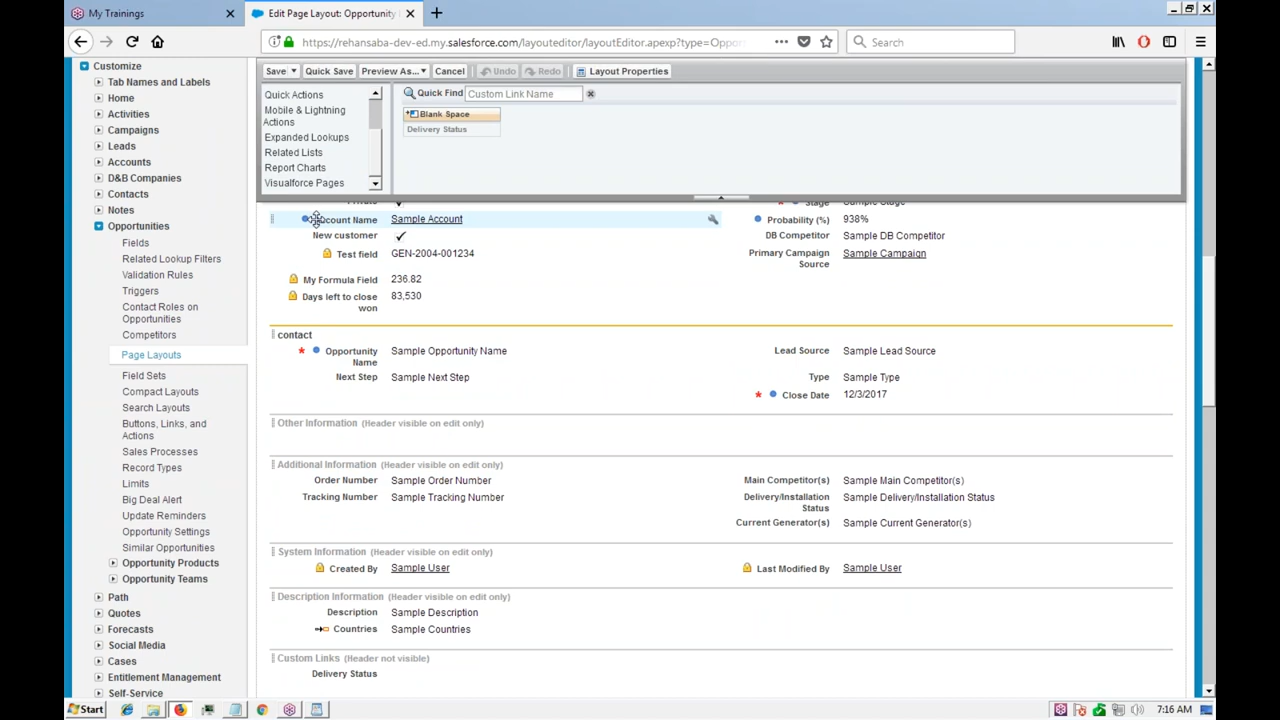 My Trainings
Edit Page Layout: Opportunity
https://rehansaba-dev-ed.my.salesforce.com/layouteditor/layoutEditor.apexp?type=Oppor
Search
Customize
Tab Names and Labels
Home
Activities
Campaigns
Leads
Accounts
D&B Companies
Contacts
Notes
Opportunities
Fields
Related Lookup Filters
Validation Rules
Triggers
Contact Roles on
Opportunities
Competitors
Page Layouts
Field Sets
Compact Layouts
Search Layouts
Buttons, Links, and
Actions
Sales Processes
Record Types
Limits
Big Deal Alert
Update Reminders
Opportunity Settings
Similar Opportunities
Opportunity Products
Opportunity Teams
Path
Quotes
Forecasts
Social Media
Cases
Entitlement Management
Self-Service
Save
Quick Save
Preview As...
Cancel
Undo
Redo
Layout Properties
Quick Actions
Mobile & Lightning
Actions
Expanded Lookups
Related Lists
Report Charts
Visualforce Pages
Quick Find
Custom Link Name
Blank Space
Delivery Status
Private
Stage Sample Stage
Account Name Sample Account
Probability (%) 938%
New customer
DB Competitor Sample DB Competitor
Test field GEN-2004-001234
Primary Campaign Sample Campaign
Source
My Formula Field 236.82
Days left to close 83,530
won
contact
Opportunity Sample Opportunity Name
Name
Lead Source Sample Lead Source
Next Step Sample Next Step
Type Sample Type
* Close Date 12/3/2017
Other Information (Header visible on edit only)
Additional Information (Header visible on edit only)
Order Number Sample Order Number
Main Competitor(s) Sample Main Competitor(s)
Tracking Number Sample Tracking Number
Delivery/Installation Sample Delivery/Installation Status
Status
Current Generator(s) Sample Current Generator(s)
System Information (Header visible on edit only)
Created By Sample User
Last Modified By Sample User
Description Information (Header visible on edit only)
Description Sample Description
Countries Sample Countries
Custom Links (Header not visible)
Delivery Status
Start
7:16 AM